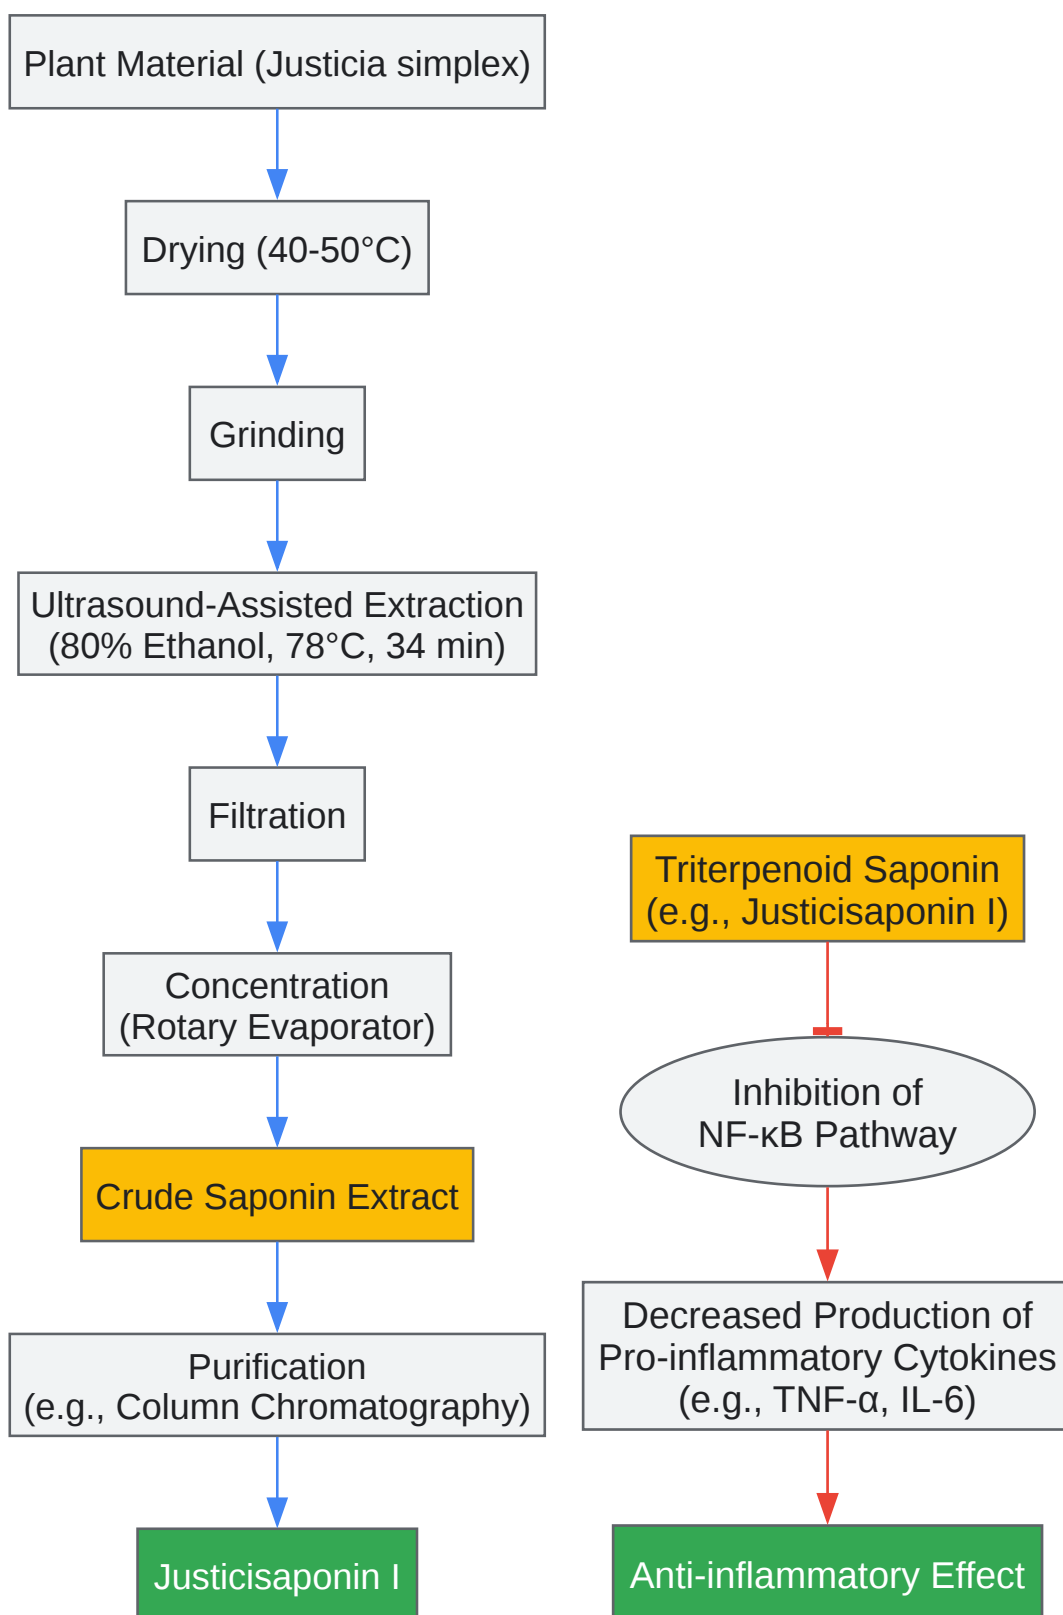 Plant Material (Justicia simplex)
Drying (40-50°C)
Grinding
Ultrasound-Assisted Extraction
(80% Ethanol, 78°C, 34 min)
Filtration
Concentration
(Rotary Evaporator)
Crude Saponin Extract
Purification
(e.g., Column Chromatography)
Justicisaponin I
Triterpenoid Saponin
(e.g., Justicisaponin I)
Inhibition of
NF-κB Pathway
Decreased Production of
Pro-inflammatory Cytokines
(e.g., TNF-α, IL-6)
Anti-inflammatory Effect